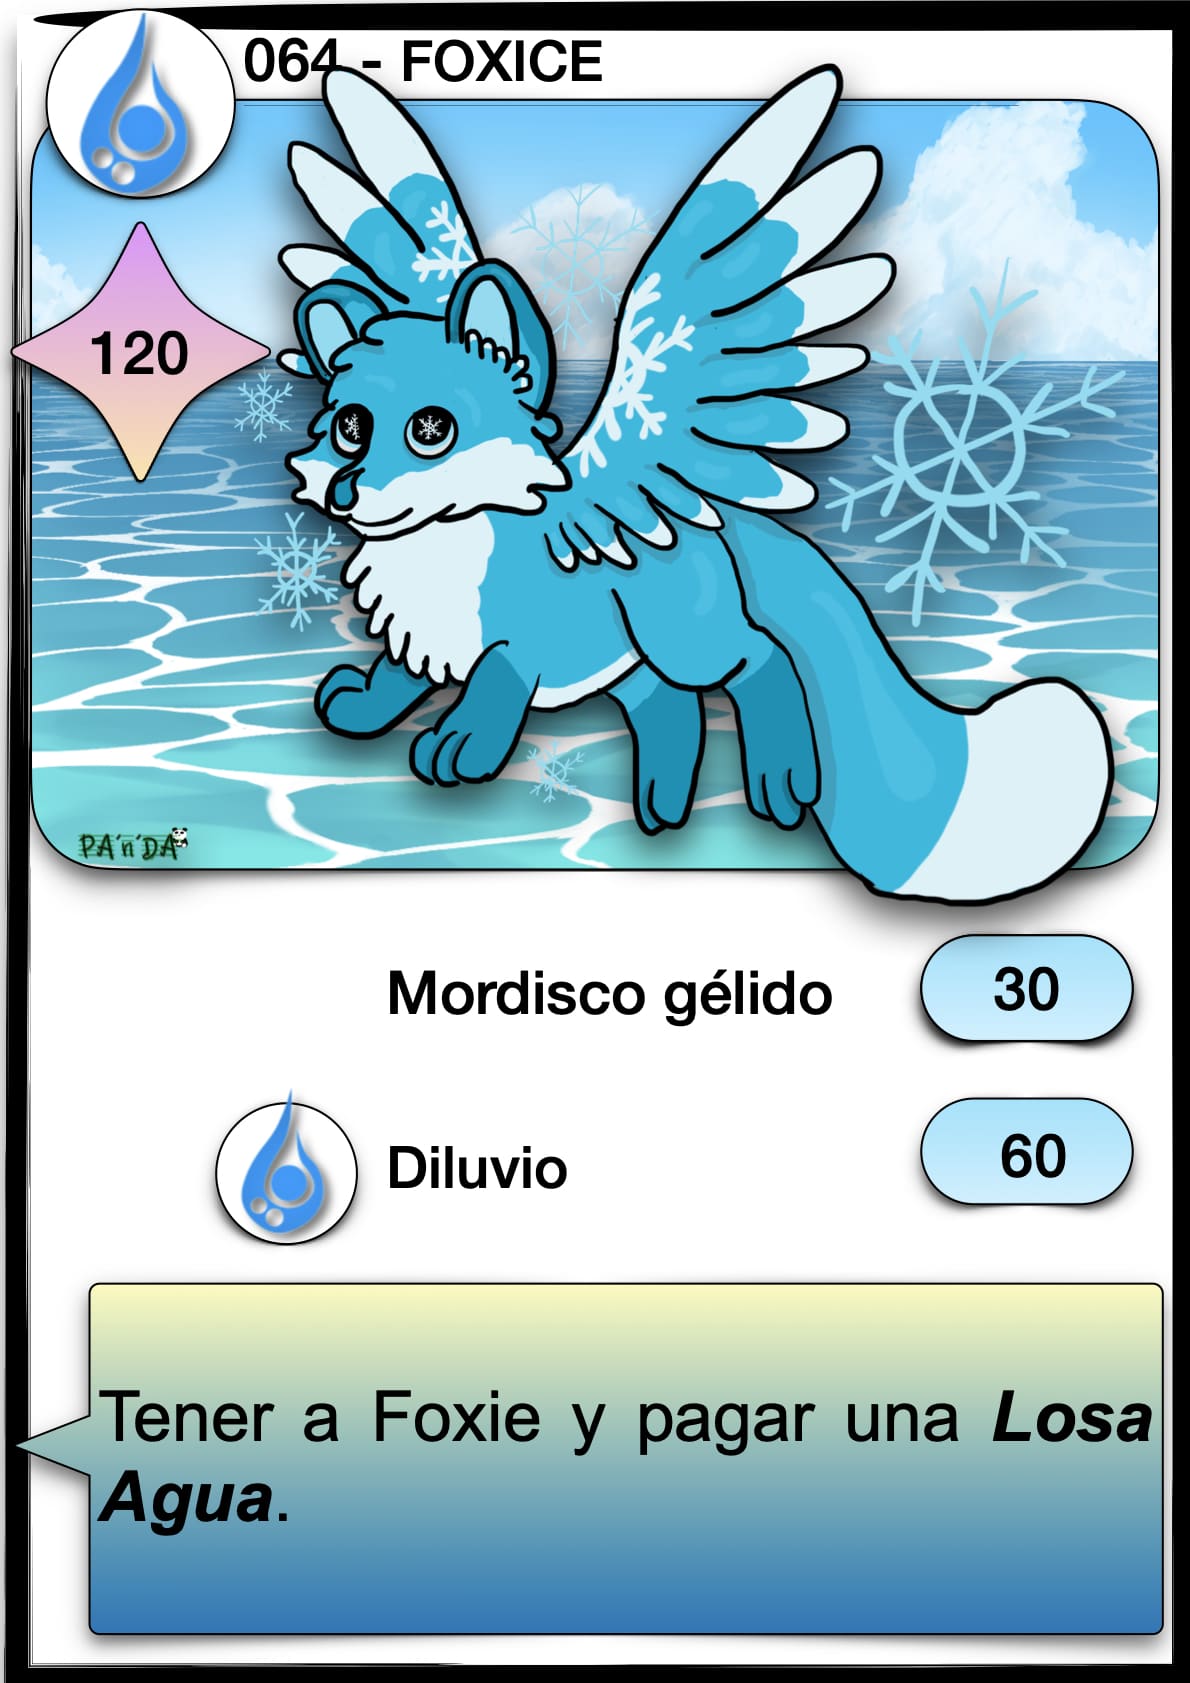 064 - FOXICE
120
PA'n'DA
Mordisco gélido
30
Diluvio
60
Tener a Foxie y pagar una Losa
Agua.